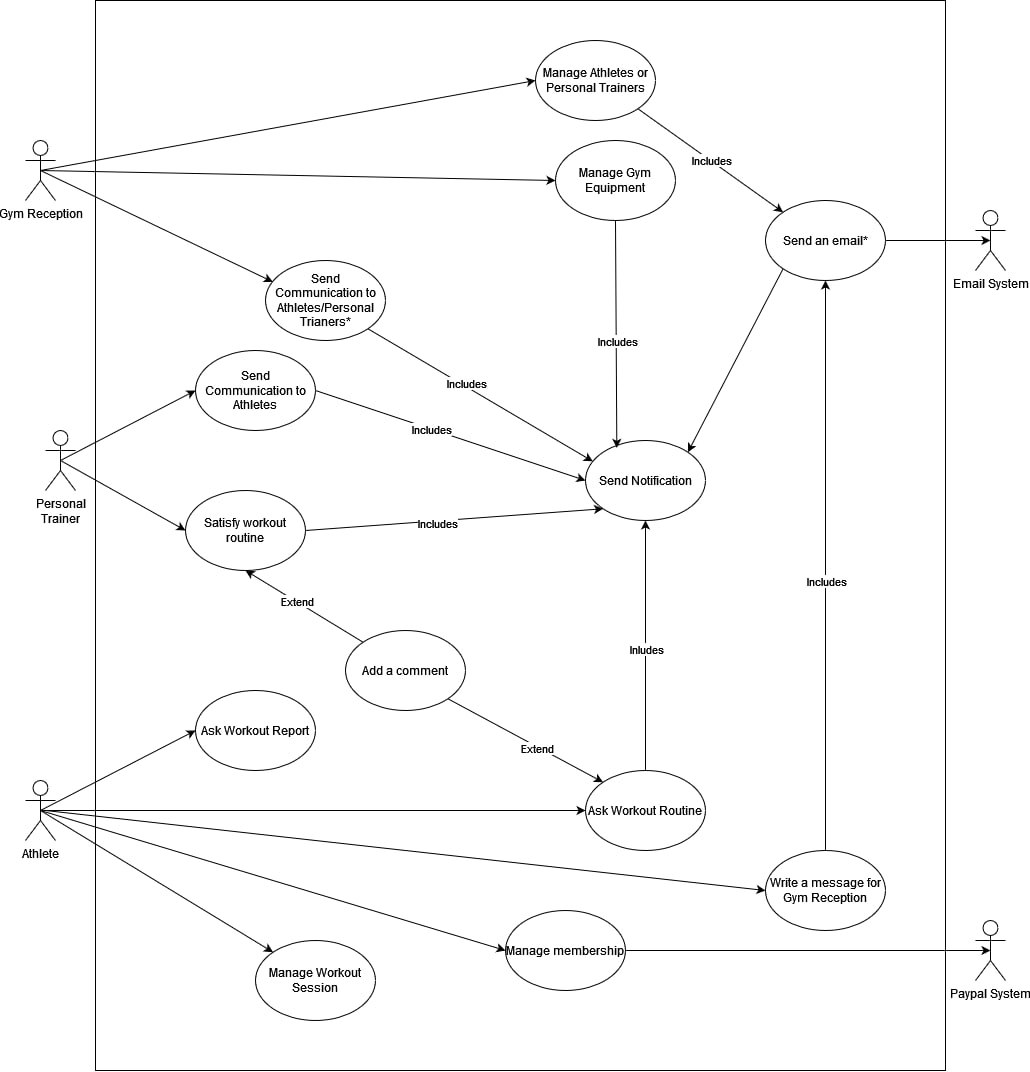 Manage Athletes or
Personal Trainers
Includes
Gym Reception
Manage Gym
Equipment
Send an email*
Email System
Send
Communication to
Athletes/Personal
Trianers*
Includes
Includes
Send
Communication to
Athletes
Includes
Personal
Trainer
Send Notification
Satisfy workout
routine
Includes
Extend
Includes
Add a comment
Inludes
Ask Workout Report
Extend
Athlete
Ask Workout Routine
Write a message for
Gym Reception
Manage membership
Manage Workout
Session
Paypal System